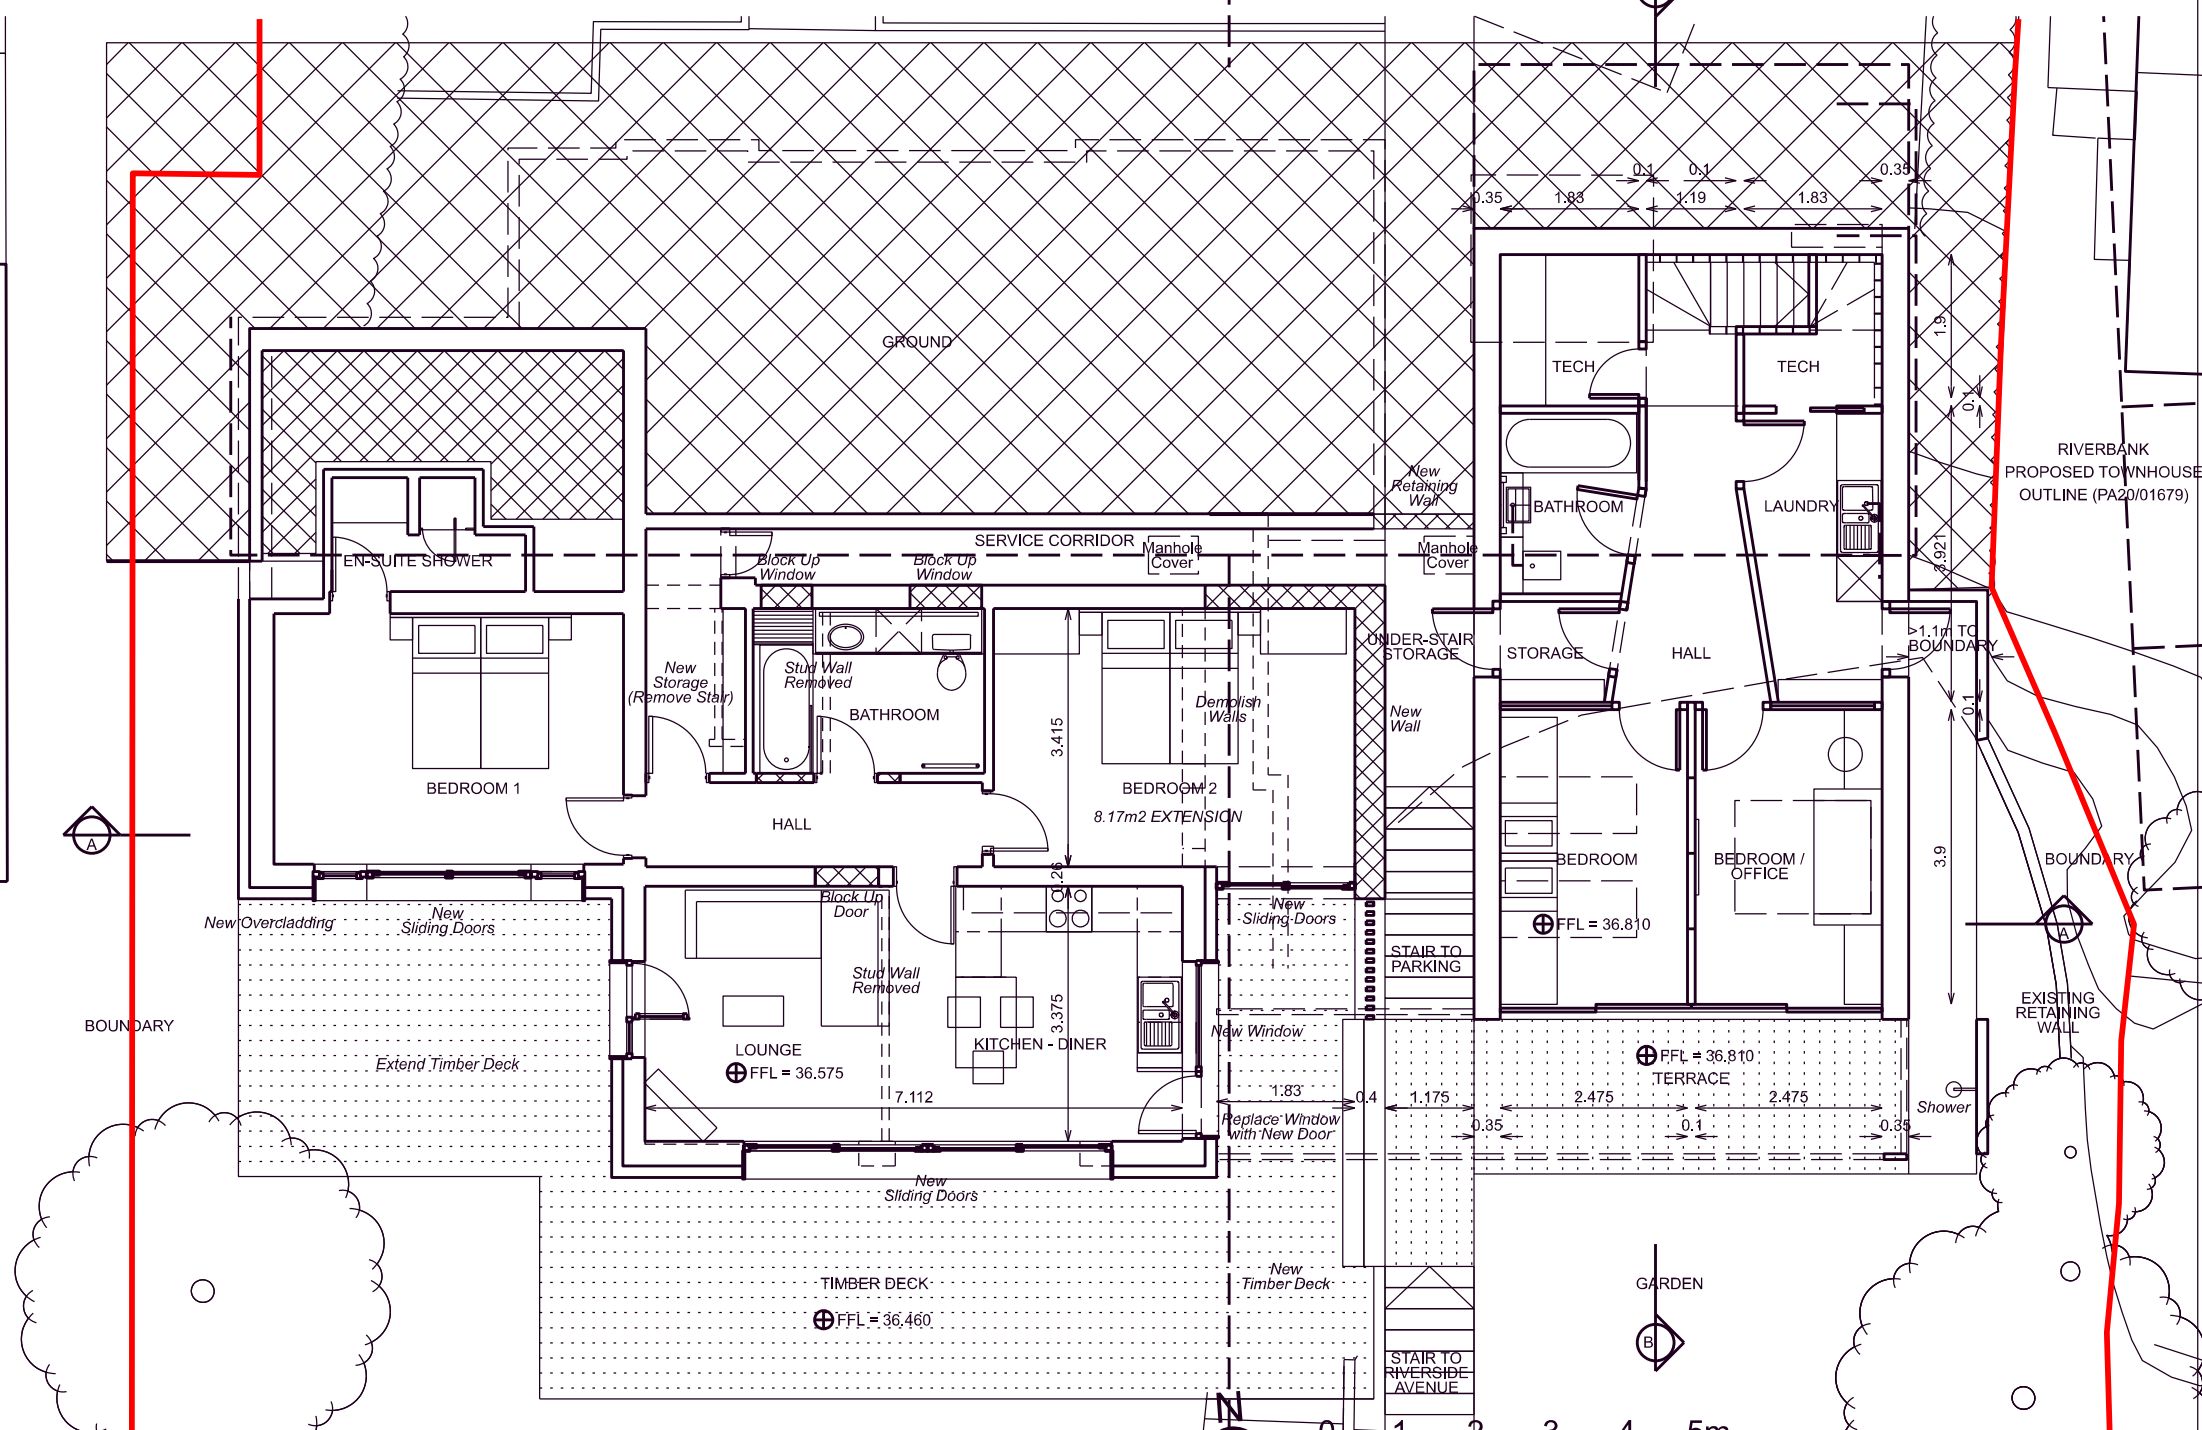 0.1
0.1
0.35
0.35
1.83
1.19
1.83
GROUND
1.9
TECH
TECH
0.1
RIVERBANK
PROPOSED TOWNHOUSE
OUTLINE (PA20/01679)
New
Retaining
Wall
BATHROOM
LAUNDRY
SERVICE CORRIDOR
Manhole
Cover
Manhole
Cover
3.921
EN-SUITE SHOWER
Block Up
Window
Block Up
Window
>1.1m TO
BOUNDARY
UNDER-STAIR
STORAGE
STORAGE
HALL
New
Storage
(Remove Stair)
Stud Wall
Removed
BATHROOM
Demolish
Walls
New
Wall
0.1
3.415
BEDROOM 1
BEDROOM 2
8.17m2 EXTENSION
HALL
A
0.26
BEDROOM
BEDROOM /
OFFICE
3.9
BOUNDARY
Block Up
Door
New Overcladding
New
Sliding Doors
New
Sliding Doors
FFL = 36.810
A
STAIR TO
PARKING
Stud Wall
Removed
3.375
EXISTING
RETAINING
WALL
BOUNDARY
New Window
LOUNGE
KITCHEN - DINER
FFL = 36.575
Extend Timber Deck
FFL = 36.810
TERRACE
7.112
1.83
0.4
1.175
2.475
2.475
Shower
Replace Window
with New Door
0.35
0.1
0.35
New
Sliding Doors
TIMBER DECK
FFL = 36.460
New
Timber Deck
GARDEN
B
STAIR TO
RIVERSIDE
AVENUE
N
0 1 2 3 4 5m